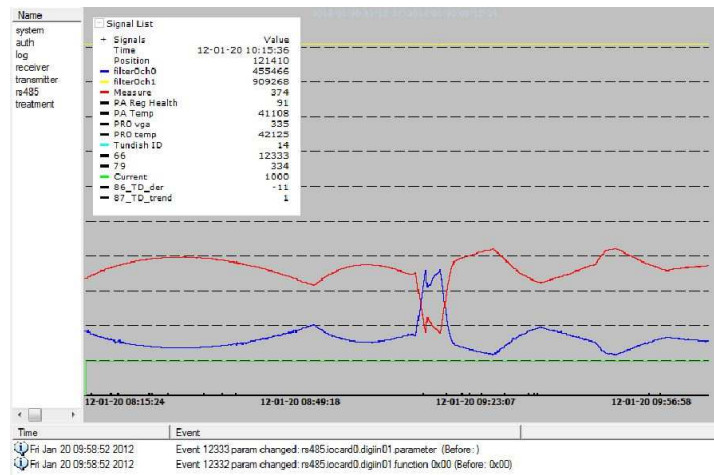 Name
system
auth
log
receiver
transmitter
rs485
treatment
Signal List
+ Signals Value
Time 12-01-20 10:15:36
Position 121410
filter0ch0 455466
filter0ch1 909268
Measure 374
PA Reg Health 91
PA Temp 41108
PRO vga 335
PRO temp 42125
Tundish ID 14
66 12333
79 334
Current 1000
86_TD_der -11
87_TD_trend 1
12-01-20 08:15:24 12-01-20 08:49:18 12-01-20 09:23:07 12-01-20 09:56:58
Time Event
Fri Jan 20 09:58:52 2012 Event 12333 param changed: rs485.iocard0.digiin01.parameter (Before: )
Fri Jan 20 09:58:52 2012 Event 12332 param changed: rs485.iocard0.digiin01.function 0x00 (Before: 0x00)